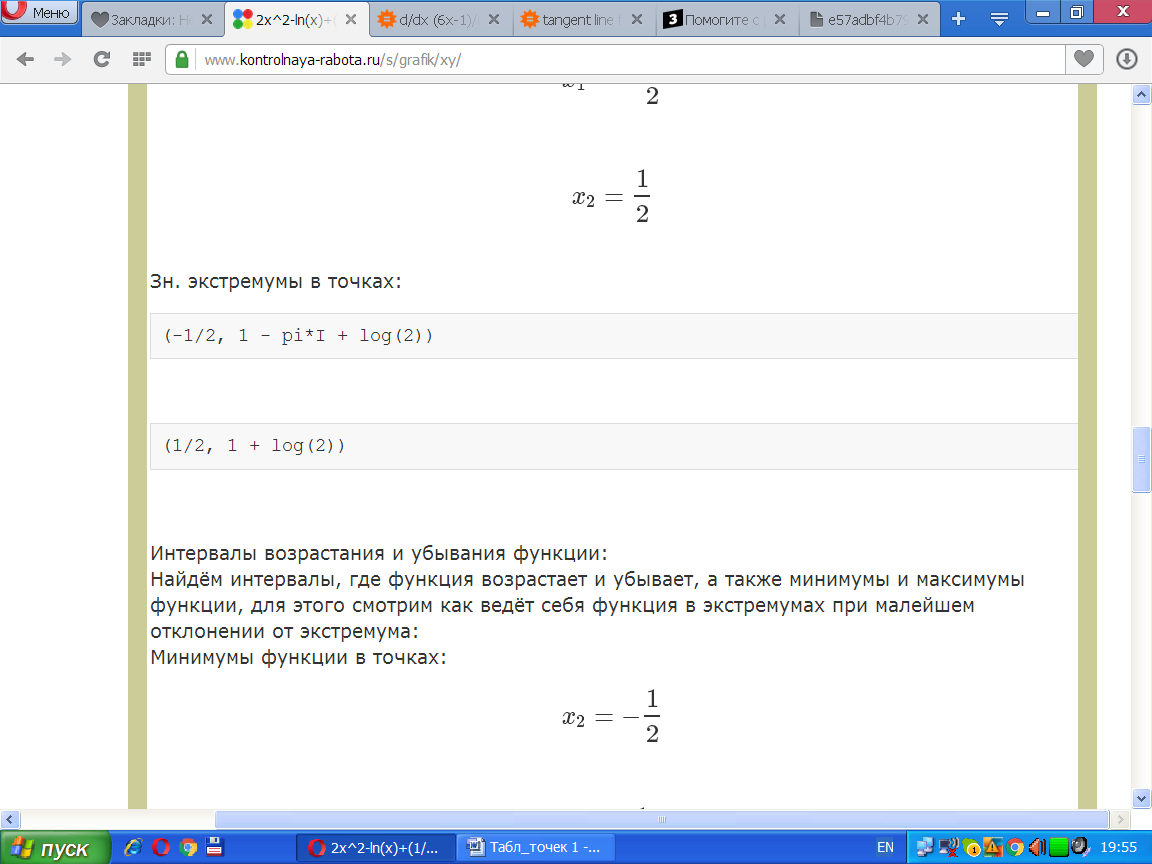 Меню
Закладки: Не
2x^2-ln(x)+(
d/dx (6x-1)/
tangent line f
3 Помогите с р
e57adbf4b79
www.kontrolnaya-rabota.ru/s/grafik/xy/
2
x₂ = 1/2
Зн. экстремумы в точках:
(-1/2, 1 - pi*I + log(2))
(1/2, 1 + log(2))
Интервалы возрастания и убывания функции:
Найдём интервалы, где функция возрастает и убывает, а также минимумы и максимумы
функции, для этого смотрим как ведёт себя функция в экстремумах при малейшем
отклонении от экстремума:
Минимумы функции в точках:
x₂ = −1/2
пуск
2x^2-ln(x)+(1/...
Табл_точек 1 -...
EN
19:55